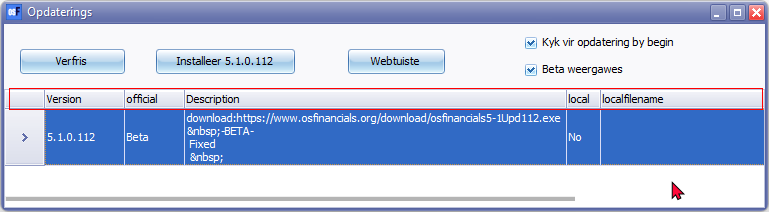 Opdaterings
Verfris
Installeer 5.1.0.112
Webtuiste
Kyk vir opdatering by begin
Beta weergawes
Version official Description local localfilename
download:https://www.osfinancials.org/download/osfinancials5-1Upd112.exe
&nbsp;-BETA-
5.1.0.112 Beta No
Fixed
&nbsp;